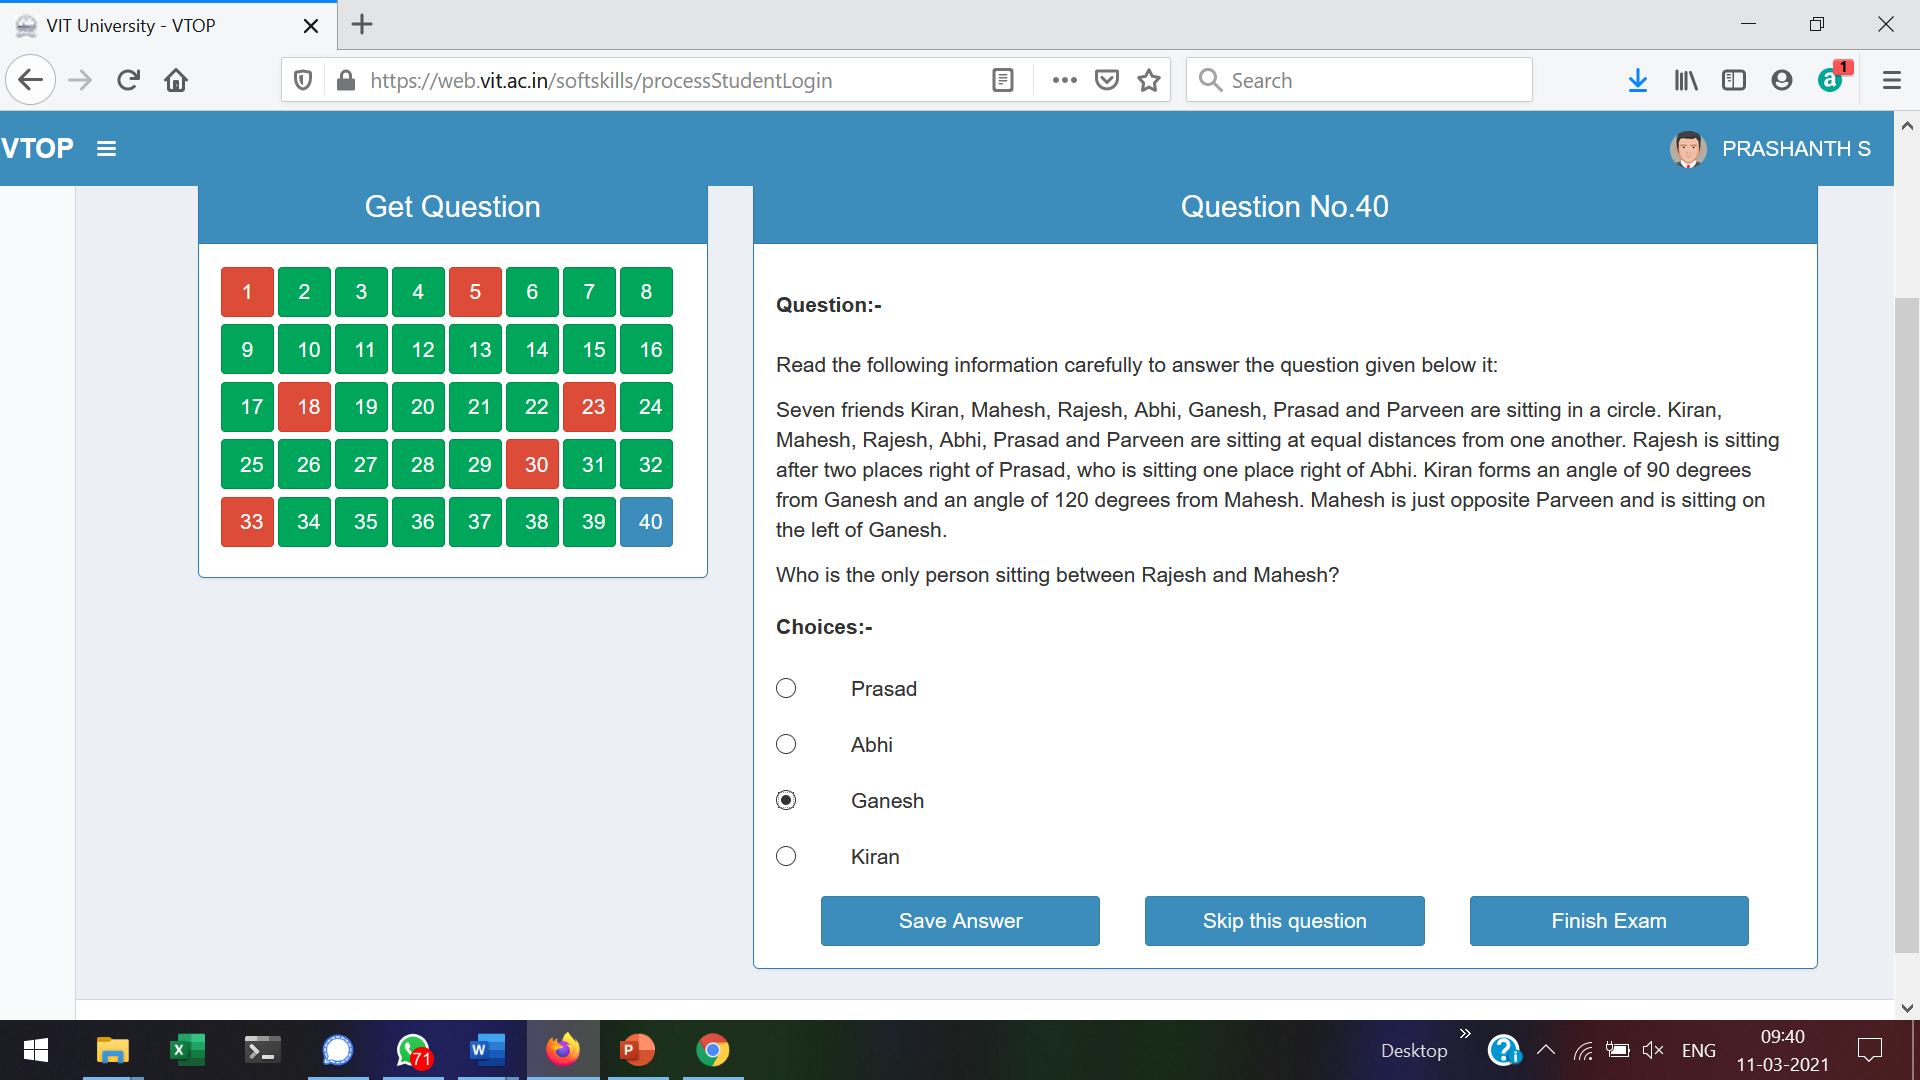 VIT University - VTOP
https://web.vit.ac.in/softskills/processStudentLogin
Search
a
1
VTOP
PRASHANTH S
Get Question
1 2 3 4 5 6 7 8
9 10 11 12 13 14 15 16
17 18 19 20 21 22 23 24
25 26 27 28 29 30 31 32
33 34 35 36 37 38 39 40
Question No.40
Question:-
Read the following information carefully to answer the question given below it:
Seven friends Kiran, Mahesh, Rajesh, Abhi, Ganesh, Prasad and Parveen are sitting in a circle. Kiran,
Mahesh, Rajesh, Abhi, Prasad and Parveen are sitting at equal distances from one another. Rajesh is sitting
after two places right of Prasad, who is sitting one place right of Abhi. Kiran forms an angle of 90 degrees
from Ganesh and an angle of 120 degrees from Mahesh. Mahesh is just opposite Parveen and is sitting on
the left of Ganesh.
Who is the only person sitting between Rajesh and Mahesh?
Choices:-
Prasad
Abhi
Ganesh
Kiran
Save Answer
Skip this question
Finish Exam
X
71
W
P
Desktop
ENG
09:40
11-03-2021